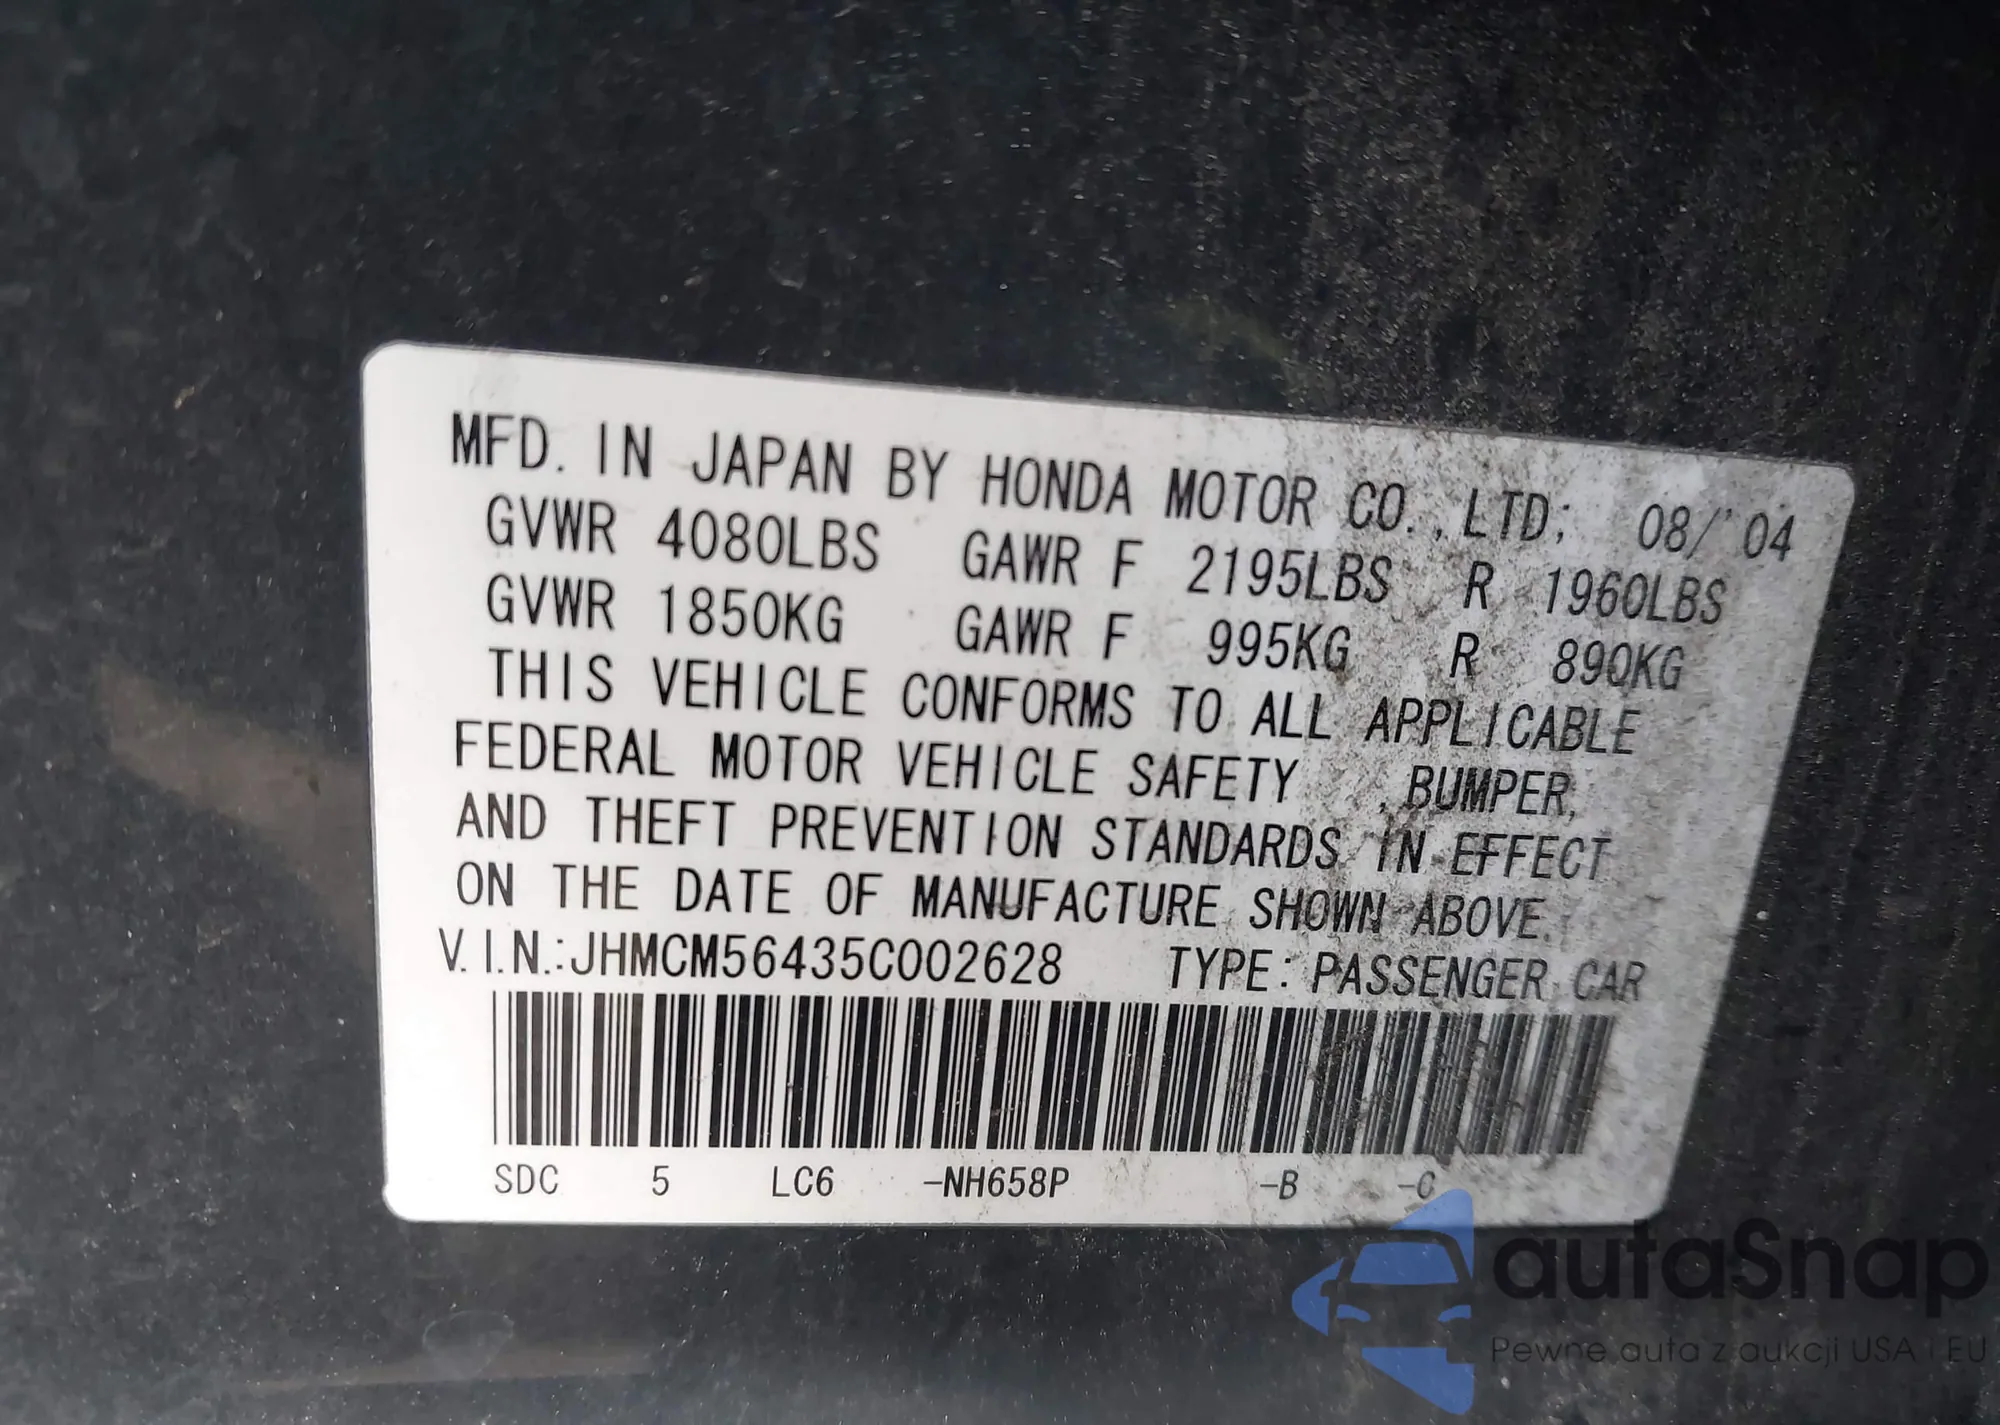 MFD. IN JAPAN BY HONDA MOTOR CO.,LTD; 08/'04
GVWR 4080LBS GAWR F 2195LBS R 1960LBS
GVWR 1850KG GAWR F 995KG R 890KG
THIS VEHICLE CONFORMS TO ALL APPLICABLE
FEDERAL MOTOR VEHICLE SAFETY , BUMPER,
AND THEFT PREVENTION STANDARDS IN EFFECT
ON THE DATE OF MANUFACTURE SHOWN ABOVE.
V.I.N.:JHMCM56435C002628 TYPE: PASSENGER CAR
SDC 5 LC6 -NH658P -B -C
autaSnap
Pewne auta z aukcji USA i EU